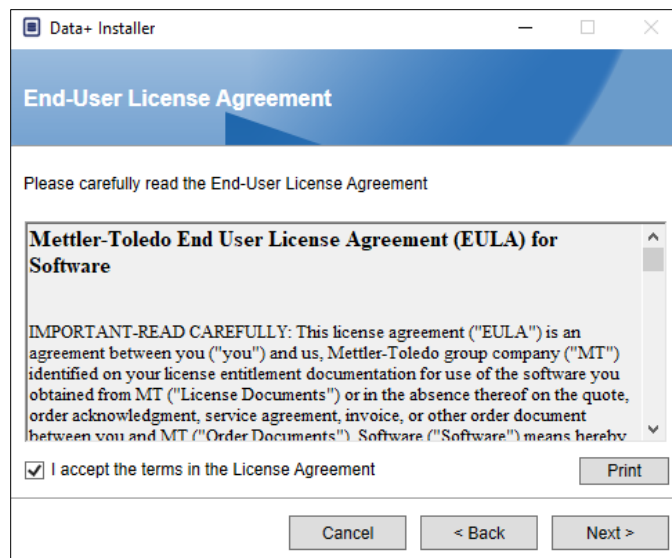 Data+ Installer
End-User License Agreement
Please carefully read the End-User License Agreement
Mettler-Toledo End User License Agreement (EULA) for
Software
IMPORTANT-READ CAREFULLY: This license agreement ("EULA") is an
agreement between you ("you") and us, Mettler-Toledo group company ("MT")
identified on your license entitlement documentation for use of the software you
obtained from MT ("License Documents") or in the absence thereof on the quote,
order acknowledgment, service agreement, invoice, or other order document
between you and MT ("Order Documents"). Software ("Software") means hereby
I accept the terms in the License Agreement
Print
Cancel
< Back
Next >